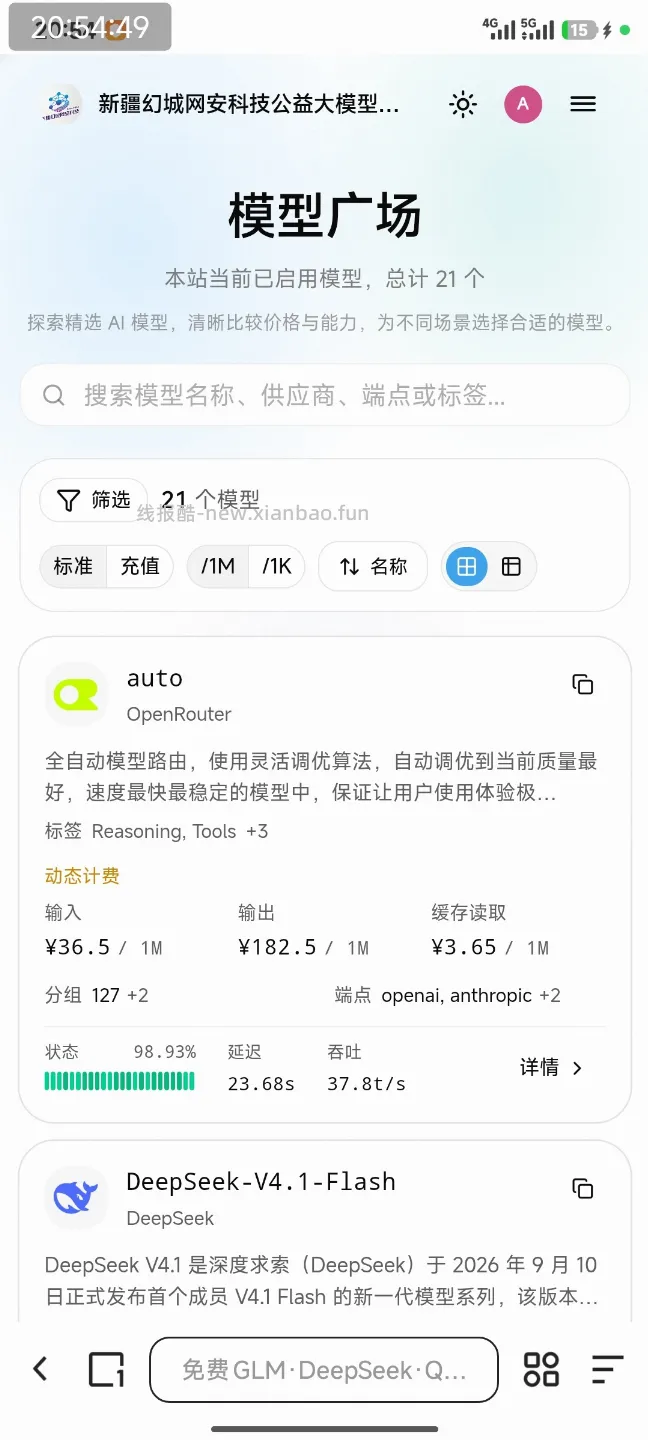 20:54:49
4G 5G 15
新疆幻城网安科技公益大模型...
A
模型广场
本站当前已启用模型，总计 21 个
探索精选 AI 模型，清晰比较价格与能力，为不同场景选择合适的模型。
搜索模型名称、供应商、端点或标签...
筛选 21 个模型
线报酷-new.xianbao.fun
标准 充值 /1M /1K 名称
auto
OpenRouter
全自动模型路由，使用灵活调优算法，自动调优到当前质量最
好，速度最快最稳定的模型中，保证让用户使用体验极...
标签 Reasoning, Tools +3
动态计费
输入 输出 缓存读取
¥36.5 / 1M ¥182.5 / 1M ¥3.65 / 1M
分组 127 +2 端点 openai, anthropic +2
状态 98.93% 延迟 吞吐
23.68s 37.8t/s
详情
DeepSeek-V4.1-Flash
DeepSeek
DeepSeek V4.1 是深度求索（DeepSeek）于 2026 年 9 月 10
日正式发布首个成员 V4.1 Flash 的新一代模型系列，该版本...
1
免费GLM·DeepSeek·Q...